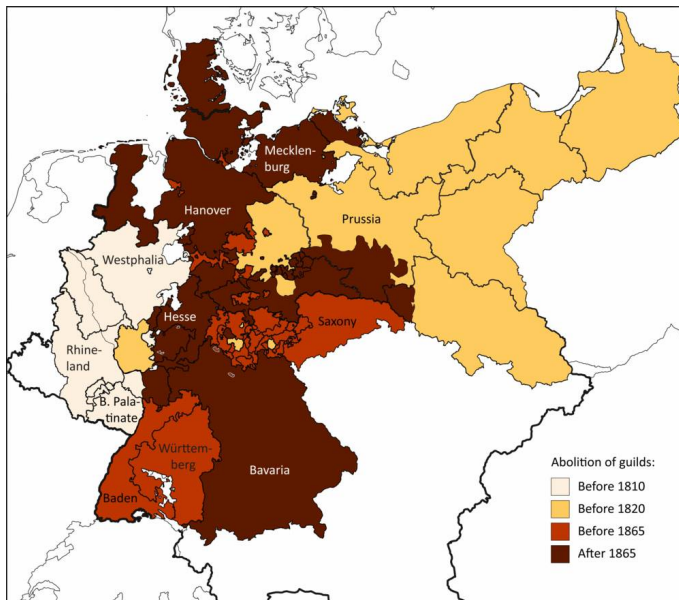 Mecklen-
burg
Hanover
Prussia
Westphalia
Hesse
Saxony
Rhine-
land
B. Pala-
tinate
Württem-
berg
Baden
Bavaria
Abolition of guilds:
Before 1810
Before 1820
Before 1865
After 1865